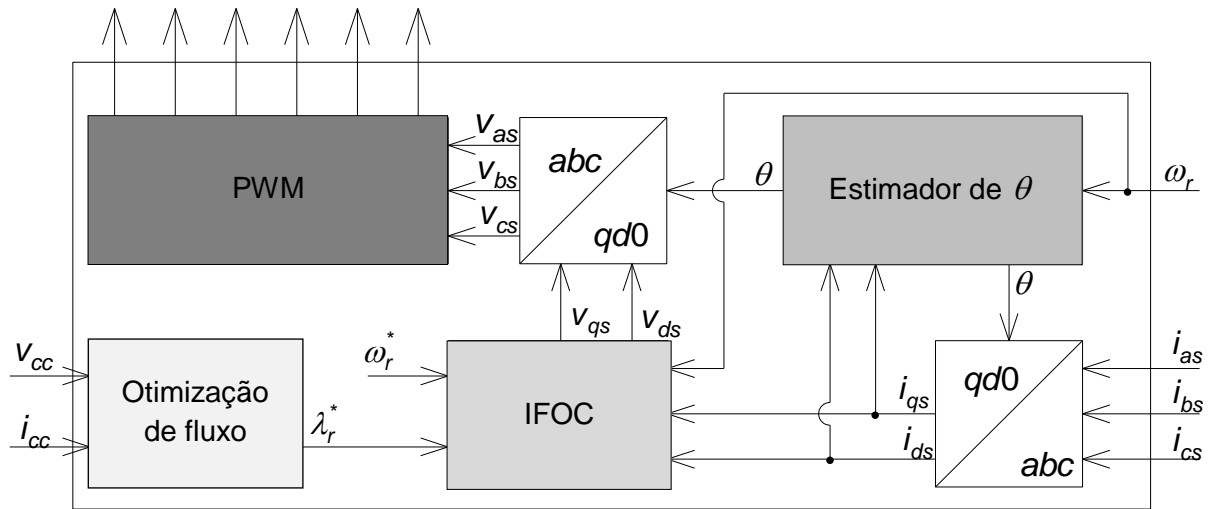 PWM
v_as
v_bs
v_cs
abc
qd0
θ
Estimador de θ
ω_r
θ
v_qs
v_ds
v_cc
i_cc
Otimização
de fluxo
λ_r^*
ω_r^*
IFOC
i_qs
i_ds
qd0
abc
i_as
i_bs
i_cs